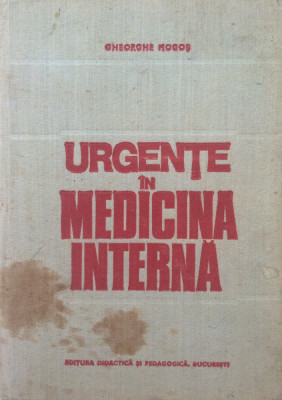 GHEORGHE MOGOȘ
URGENȚE
ÎN
MEDICINA
INTERNĂ
EDITURA DIDACTICĂ ȘI PEDAGOGICĂ, BUCUREȘTI